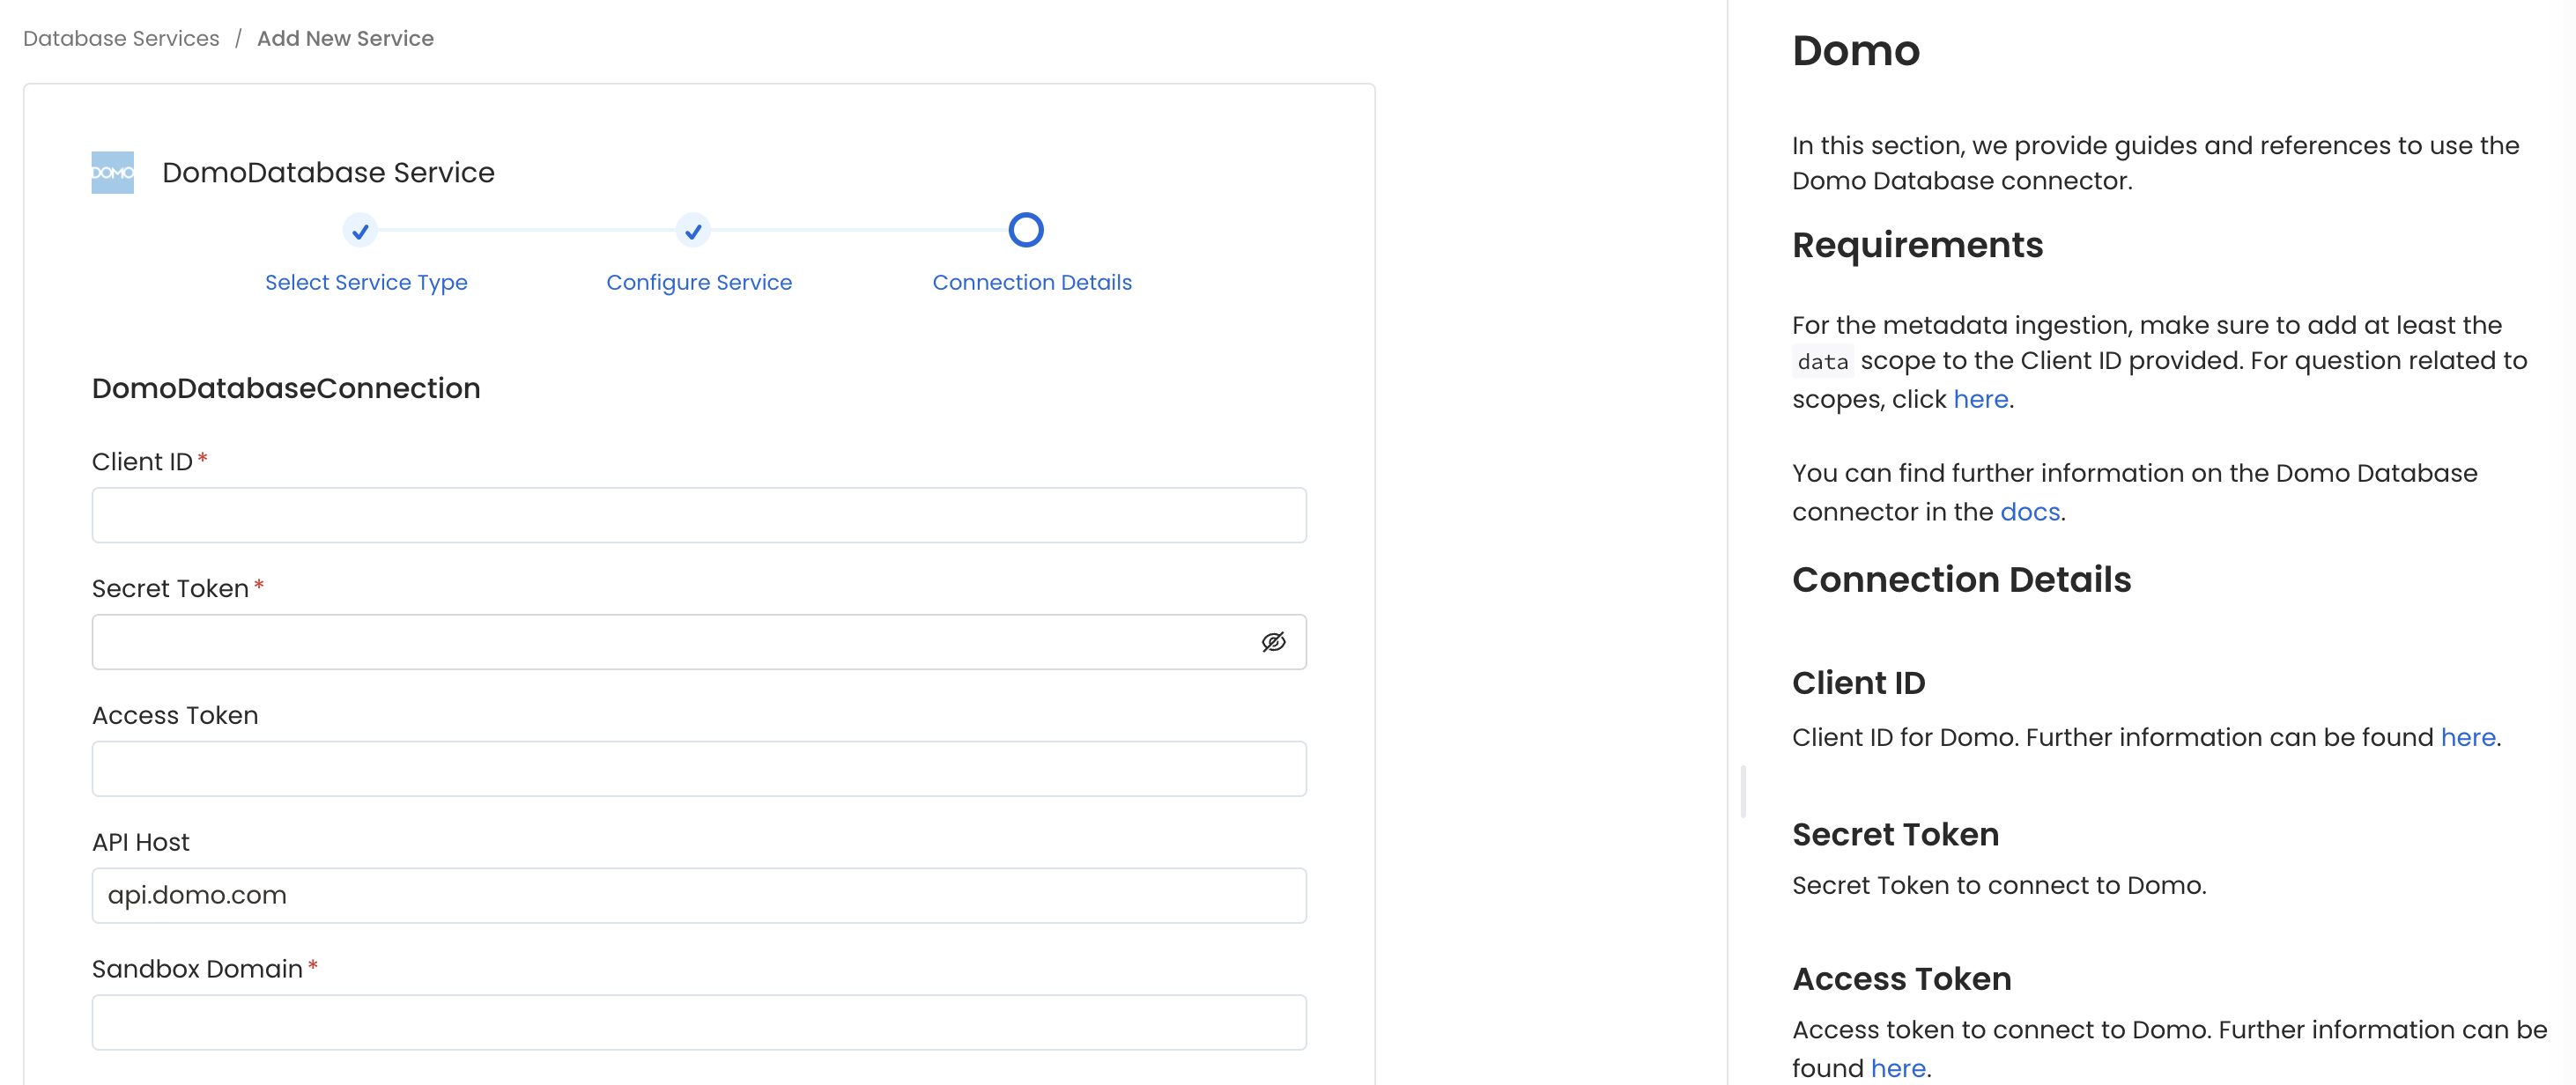 Database Services / Add New Service
DOMO DomoDatabase Service
Select Service Type Configure Service Connection Details
DomoDatabaseConnection
Client ID *
Secret Token *
Access Token
API Host
api.domo.com
Sandbox Domain *
Domo
In this section, we provide guides and references to use the
Domo Database connector.
Requirements
For the metadata ingestion, make sure to add at least the
data scope to the Client ID provided. For question related to
scopes, click here.
You can find further information on the Domo Database
connector in the docs.
Connection Details
Client ID
Client ID for Domo. Further information can be found here.
Secret Token
Secret Token to connect to Domo.
Access Token
Access token to connect to Domo. Further information can be
found here.